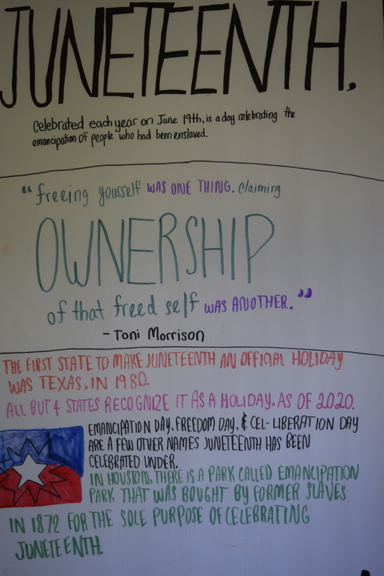 JUNETEENTH,
Celebrated each year on June 19th, is a day celebrating the
emancipation of people who had been enslaved.
"freeing yourself WAS ONE THING. claiming
OWNERSHIP
of that freed self WAS ANOTHER."
- Toni Morrison
THE FIRST STATE TO MAKE JUNETEENTH AN OFFICIAL HOLIDAY
WAS TEXAS, IN 1980.
ALL BUT 4 STATES RECOGNIZE IT AS A HOLIDAY, AS OF 2020.
EMANCIPATION DAY, FREEDOM DAY, & CEL-LIBERATION DAY
ARE A FEW OTHER NAMES JUNETEENTH HAS BEEN
CELEBRATED UNDER.
IN HOUSTON, THERE IS A PARK CALLED EMANCIPATION
PARK THAT WAS BOUGHT BY FORMER SLAVES
IN 1872 FOR THE SOLE PURPOSE OF CELEBRATING
JUNETEENTH.